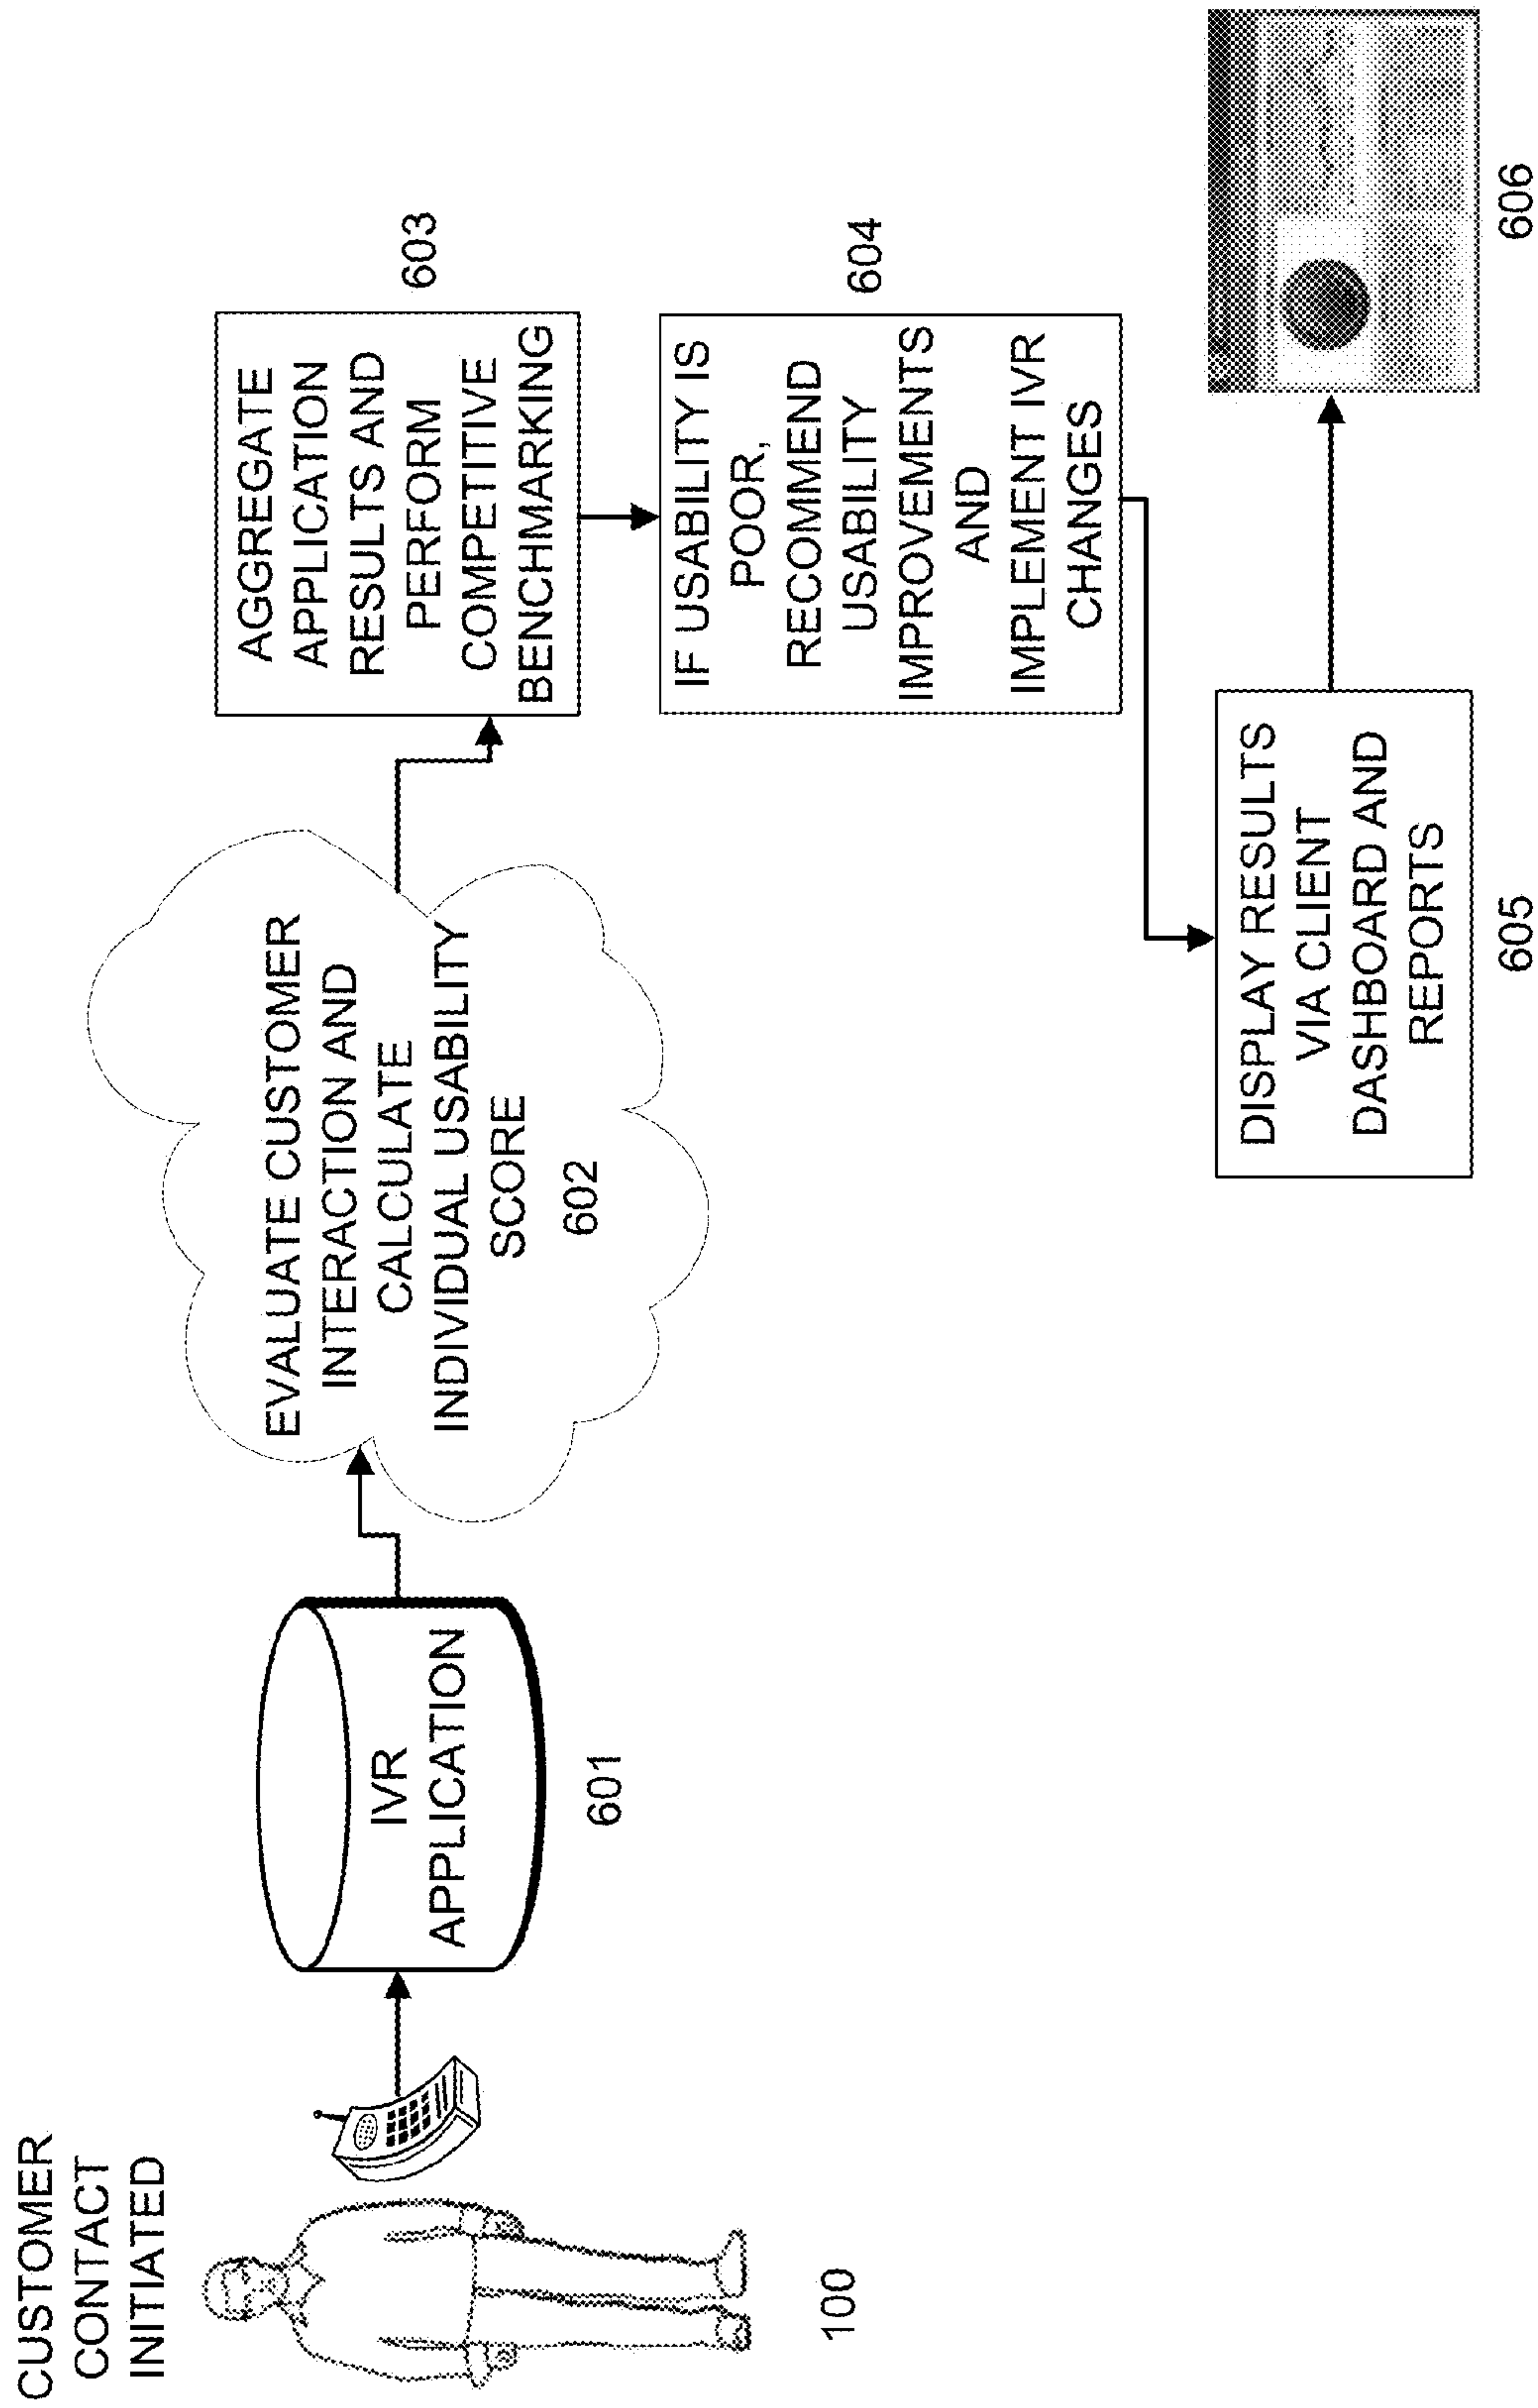 CUSTOMER
CONTACT
INITIATED
100
IVR
APPLICATION
601
EVALUATE CUSTOMER
INTERACTION AND
CALCULATE
INDIVIDUAL USABILITY
SCORE
602
AGGREGATE
APPLICATION
RESULTS AND
PERFORM
COMPETITIVE
BENCHMARKING
603
IF USABILITY IS
POOR,
RECOMMEND
USABILITY
IMPROVEMENTS
AND
IMPLEMENT IVR
CHANGES
604
DISPLAY RESULTS
VIA CLIENT
DASHBOARD AND
REPORTS
605
606